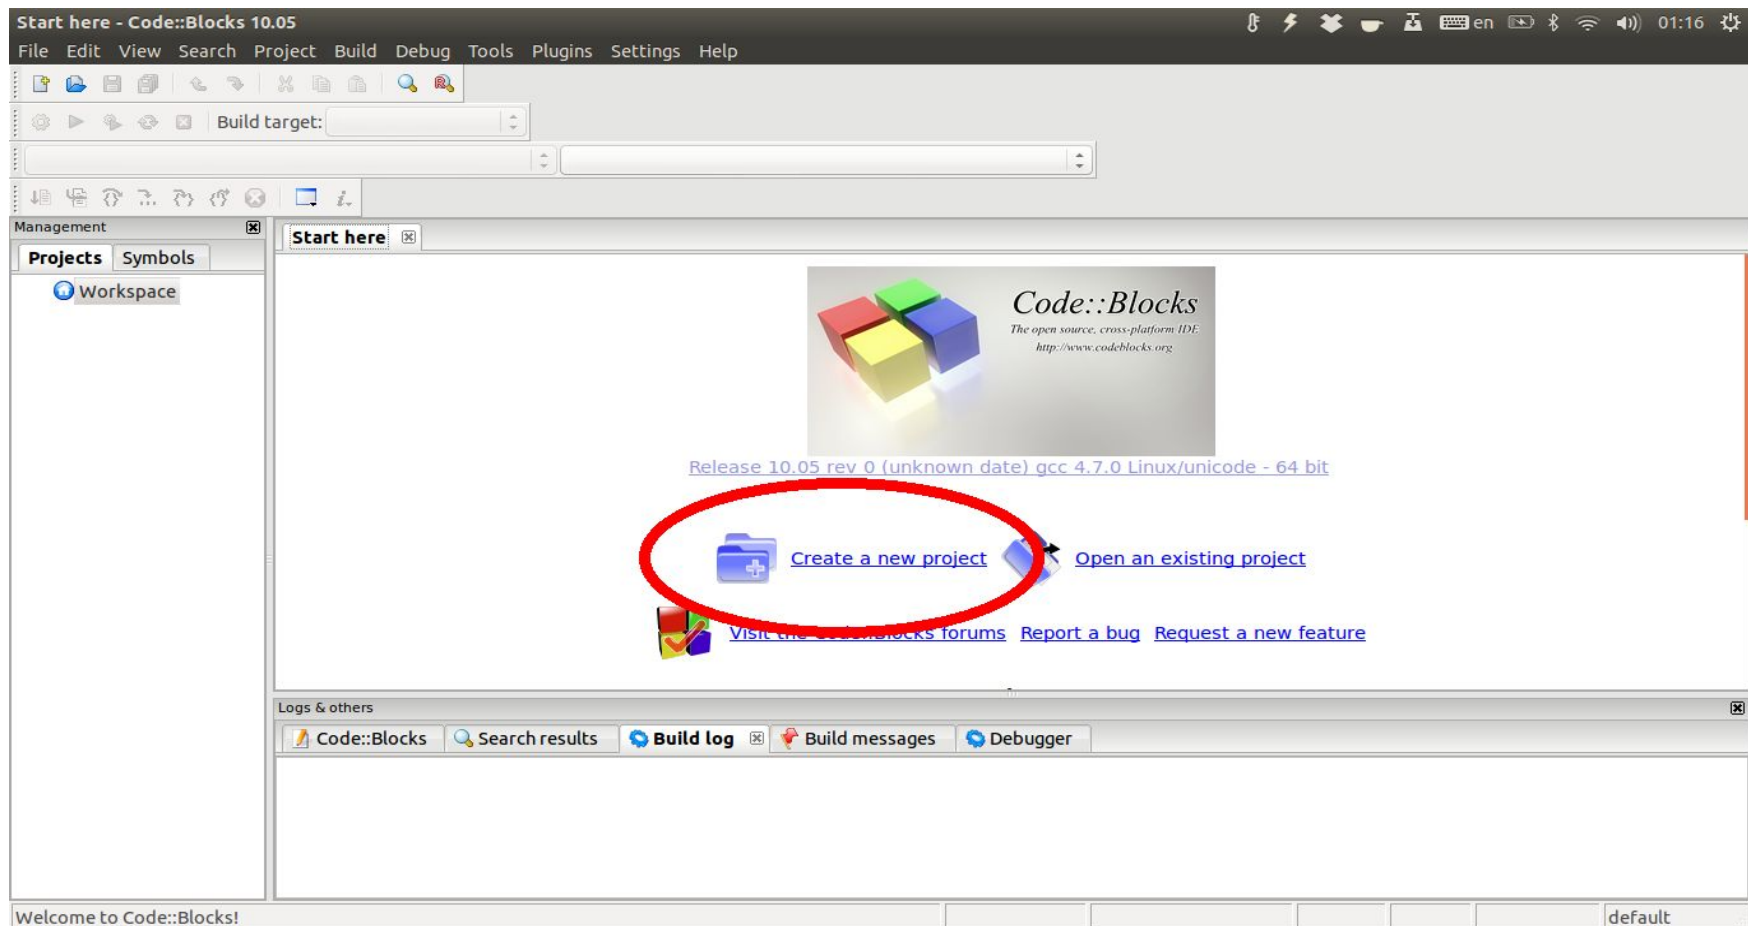 Start here - Code::Blocks 10.05
en 01:16
File Edit View Search Project Build Debug Tools Plugins Settings Help
Build target:
Management
Projects Symbols
Workspace
Start here
Code::Blocks
The open source, cross-platform IDE
http://www.codeblocks.org
Release 10.05 rev 0 (unknown date) gcc 4.7.0 Linux/unicode - 64 bit
Create a new project Open an existing project
Visit the Code::Blocks forums Report a bug Request a new feature
Logs & others
Code::Blocks Search results Build log Build messages Debugger
Welcome to Code::Blocks! default